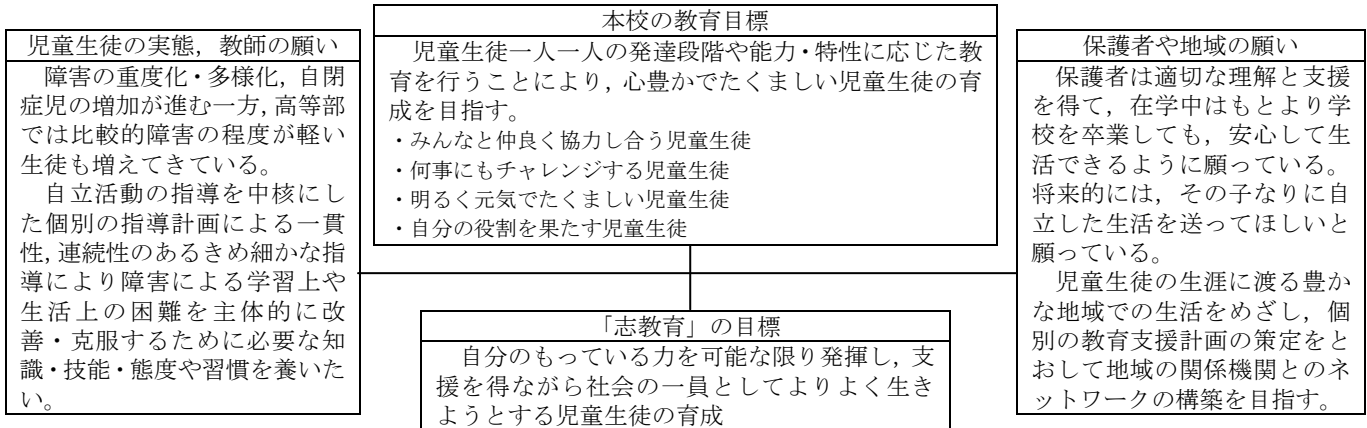 本校の教育目標
児童生徒一人一人の発達段階や能力・特性に応じた教
育を行うことにより,心豊かでたくましい児童生徒の育
成を目指す。
・みんなと仲良く協力し合う児童生徒
・何事にもチャレンジする児童生徒
・明るく元気でたくましい児童生徒
・自分の役割を果たす児童生徒
児童生徒の実態,教師の願い
障害の重度化・多様化,自閉
症児の増加が進む一方,高等部
では比較的障害の程度が軽い
生徒も増えてきている。
自立活動の指導を中核にし
た個別の指導計画による一貫
性,連続性のあるきめ細かな指
導により障害による学習上や
生活上の困難を主体的に改
善・克服するために必要な知
識・技能・態度や習慣を養いた
い。
保護者や地域の願い
保護者は適切な理解と支援
を得て,在学中はもとより学
校を卒業しても,安心して生
活できるように願っている。
将来的には,その子なりに自
立した生活を送ってほしいと
願っている。
児童生徒の生涯に渡る豊か
な地域での生活をめざし,個
別の教育支援計画の策定をと
おして地域の関係機関とのネ
ットワークの構築を目指す。
「志教育」の目標
自分のもっている力を可能な限り発揮し,支
援を得ながら社会の一員としてよりよく生き
ようとする児童生徒の育成